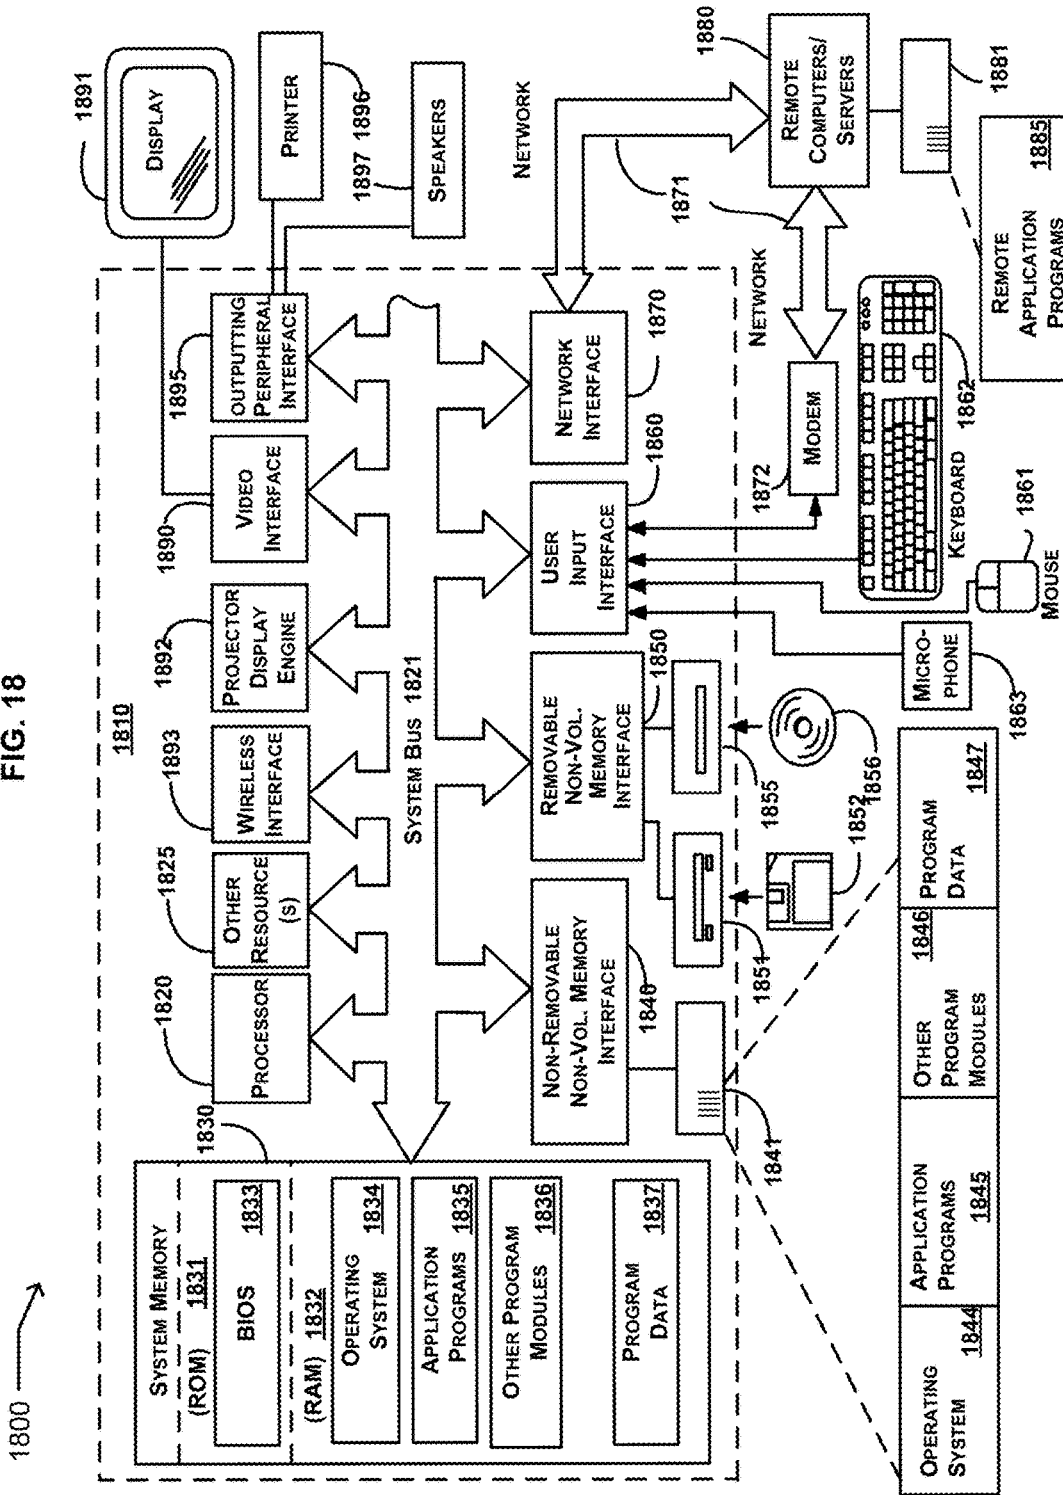 FIG. 18
1800
1810
SYSTEM MEMORY
1830
(ROM) 1831
BIOS
1833
(RAM) 1832
OPERATING
SYSTEM
1834
APPLICATION
PROGRAMS
1835
OTHER PROGRAM
MODULES
1836
PROGRAM
DATA
1837
PROCESSOR
1820
OTHER
RESOURCE
(S)
1825
WIRELESS
INTERFACE
1893
PROJECTOR
DISPLAY
ENGINE
1892
VIDEO
INTERFACE
1890
OUTPUTTING
PERIPHERAL
INTERFACE
1895
DISPLAY
1891
PRINTER
1896
SPEAKERS
1897
SYSTEM BUS 1821
NON-REMOVABLE
NON-VOL. MEMORY
INTERFACE
1840
REMOVABLE
NON-VOL.
MEMORY
INTERFACE
1850
USER
INPUT
INTERFACE
1860
NETWORK
INTERFACE
1870
NETWORK
1871
1841
1851
1852
1855
1856
MODEM
1872
NETWORK
REMOTE
COMPUTERS/
SERVERS
1880
1881
KEYBOARD
1862
MOUSE
1861
MICRO-
PHONE
1863
OPERATING
SYSTEM
1844
APPLICATION
PROGRAMS
1845
OTHER
PROGRAM
MODULES
1846
PROGRAM
DATA
1847
REMOTE
APPLICATION
PROGRAMS
1885